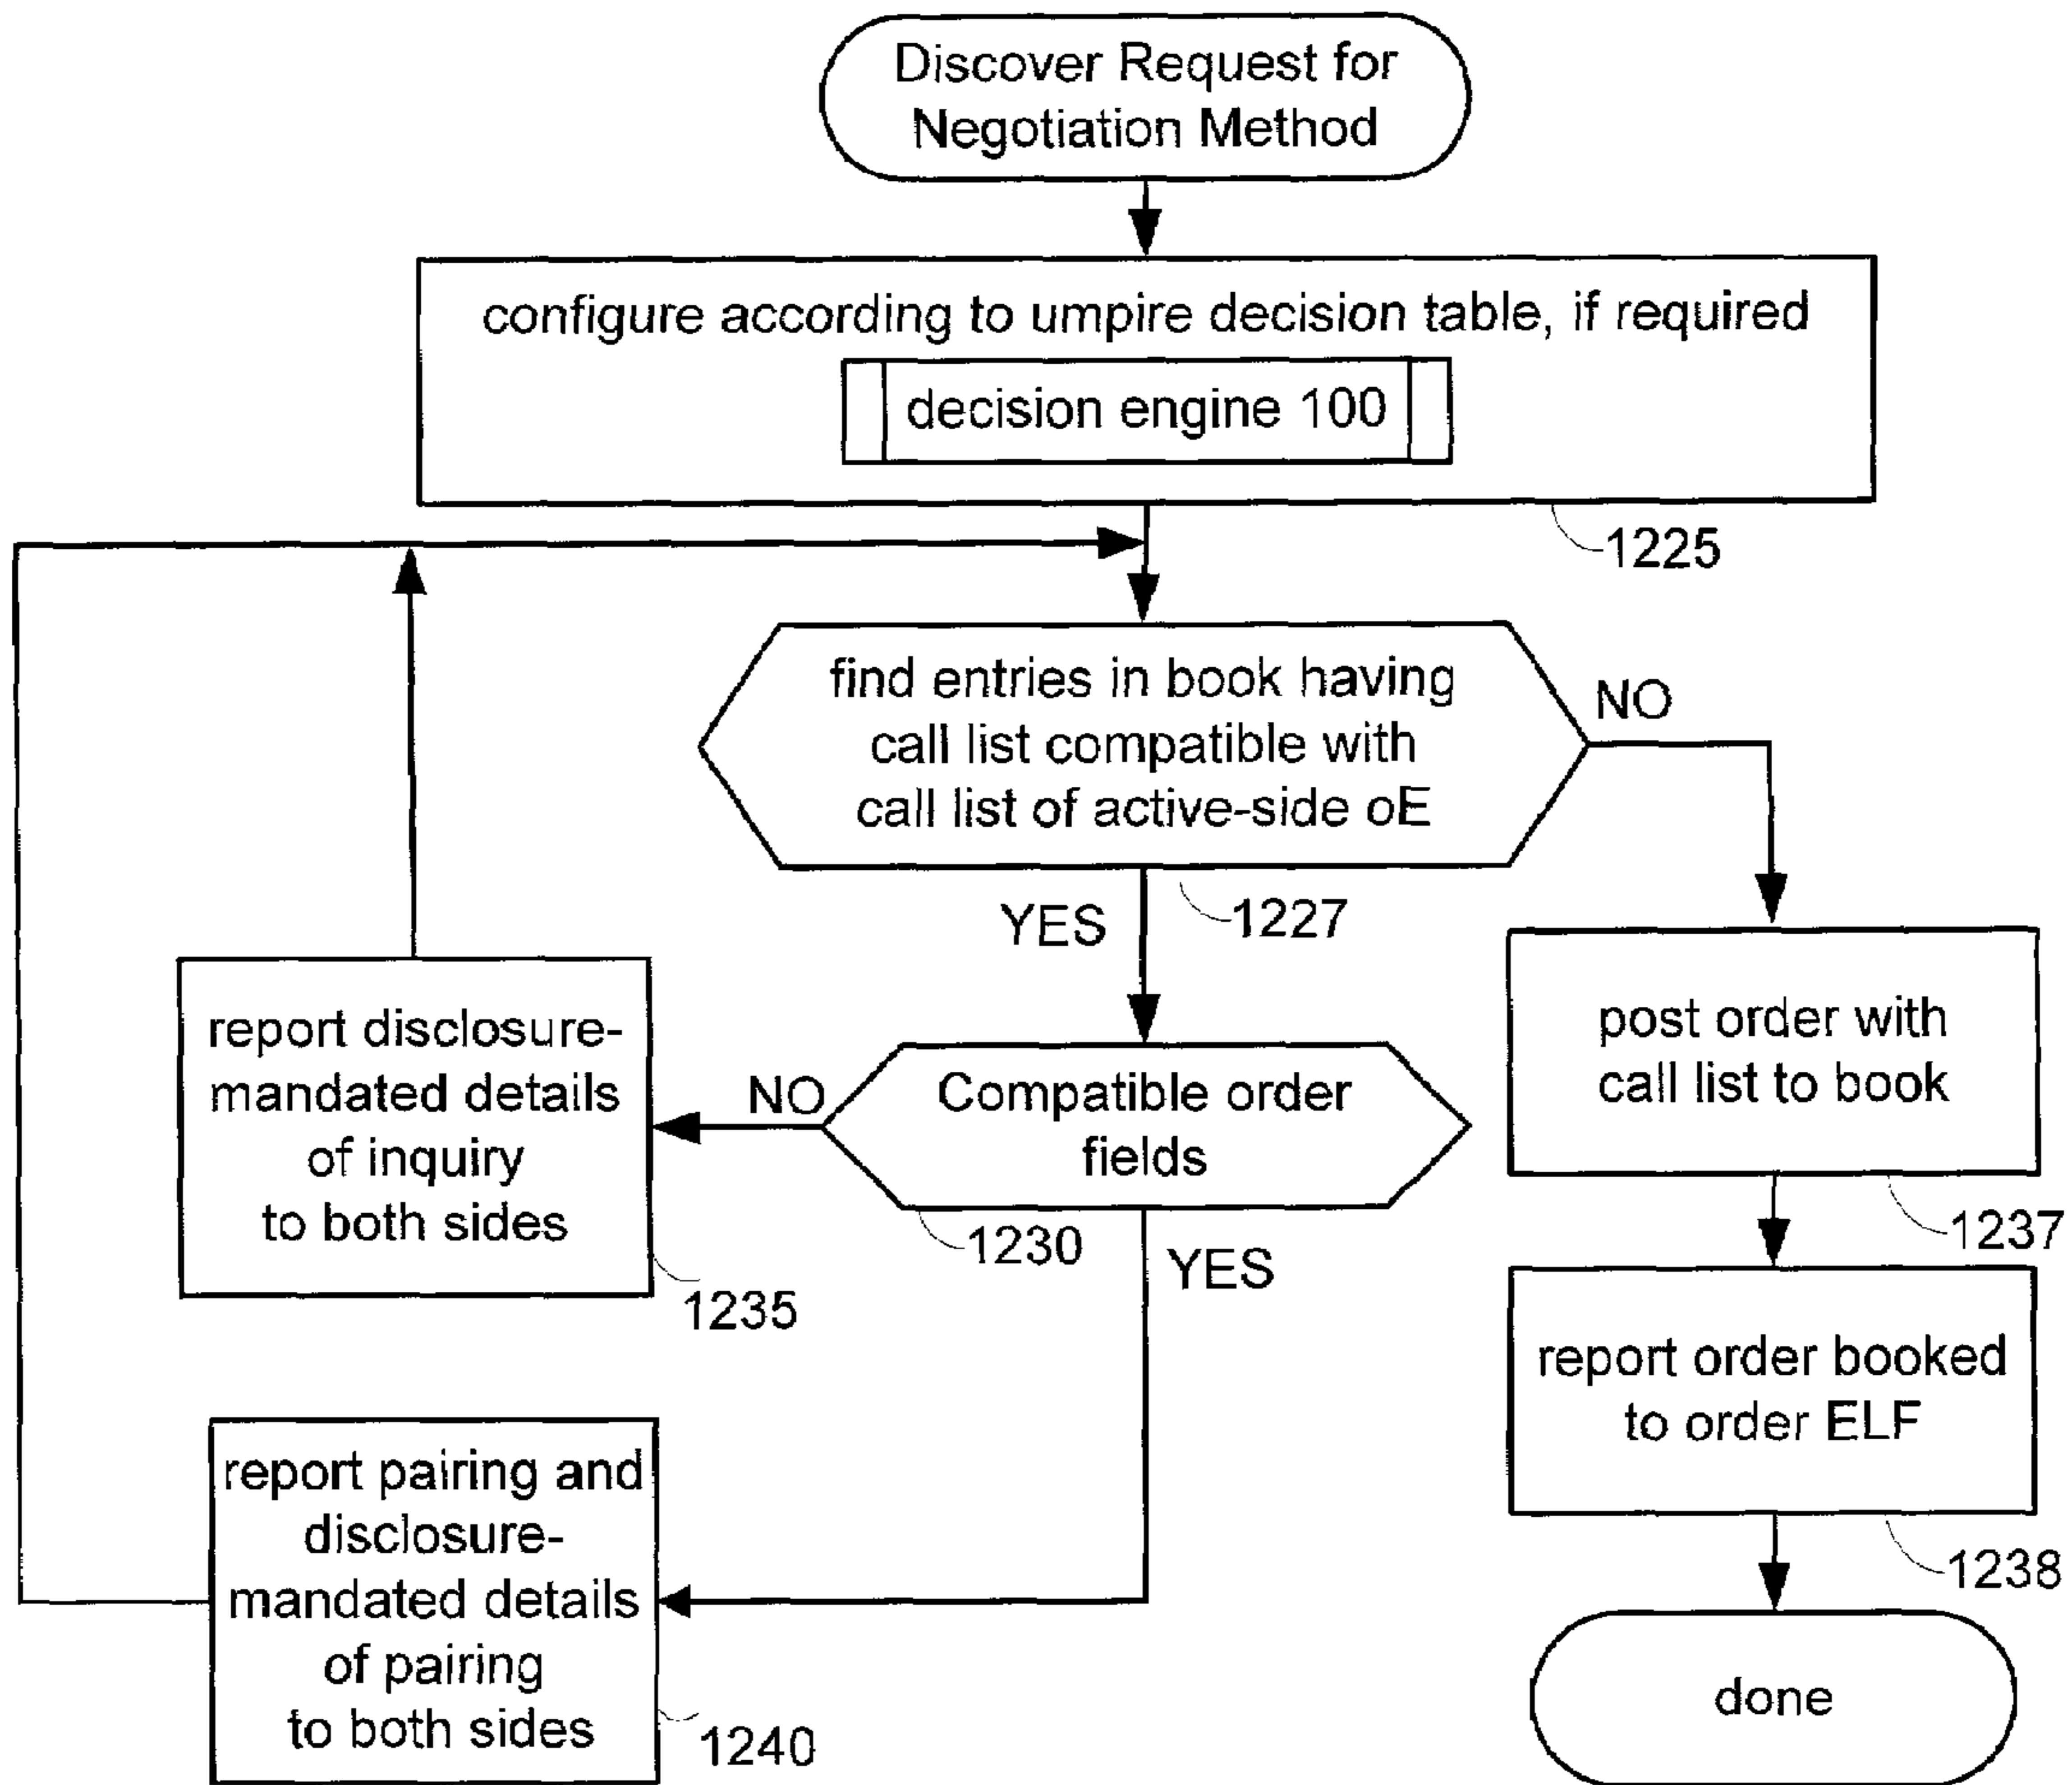 Discover Request for
Negotiation Method
configure according to umpire decision table, if required
decision engine 100
1225
find entries in book having
call list compatible with
call list of active-side oE
NO
1227
YES
post order with
call list to book
1237
report disclosure-
mandated details
of inquiry
to both sides
1235
NO
Compatible order
fields
1230
YES
report order booked
to order ELF
1238
report pairing and
disclosure-
mandated details
of pairing
to both sides
1240
done